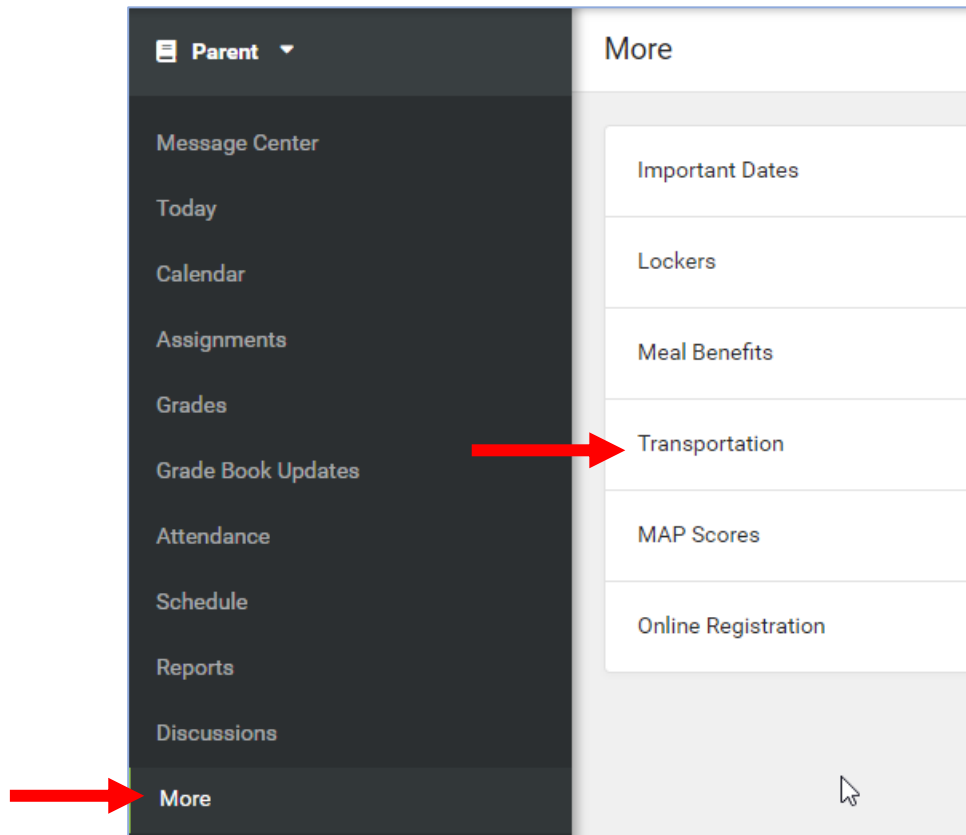 Parent
Message Center
Today
Calendar
Assignments
Grades
Grade Book Updates
Attendance
Schedule
Reports
Discussions
More
More
Important Dates
Lockers
Meal Benefits
Transportation
MAP Scores
Online Registration